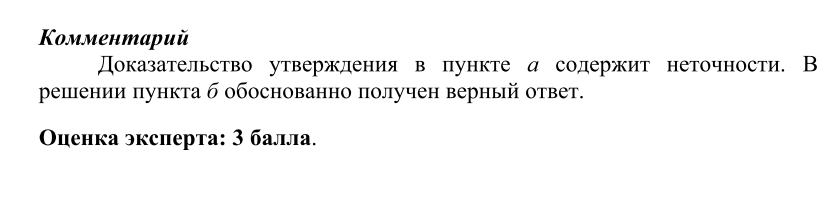 Комментарий
Доказательство утверждения в пункте а содержит неточности. В
решении пункта б обоснованно получен верный ответ.
Оценка эксперта: 3 балла.